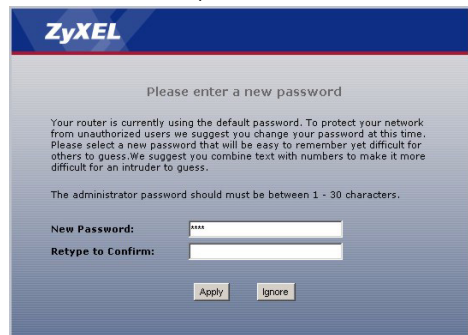 ZyXEL
Please enter a new password
Your router is currently using the default password. To protect your network
from unauthorized users we suggest you change your password at this time.
Please select a new password that will be easy to remember yet difficult for
others to guess.We suggest you combine text with numbers to make it more
difficult for an intruder to guess.
The administrator password should must be between 1 - 30 characters.
New Password: ****
Retype to Confirm:
Apply Ignore